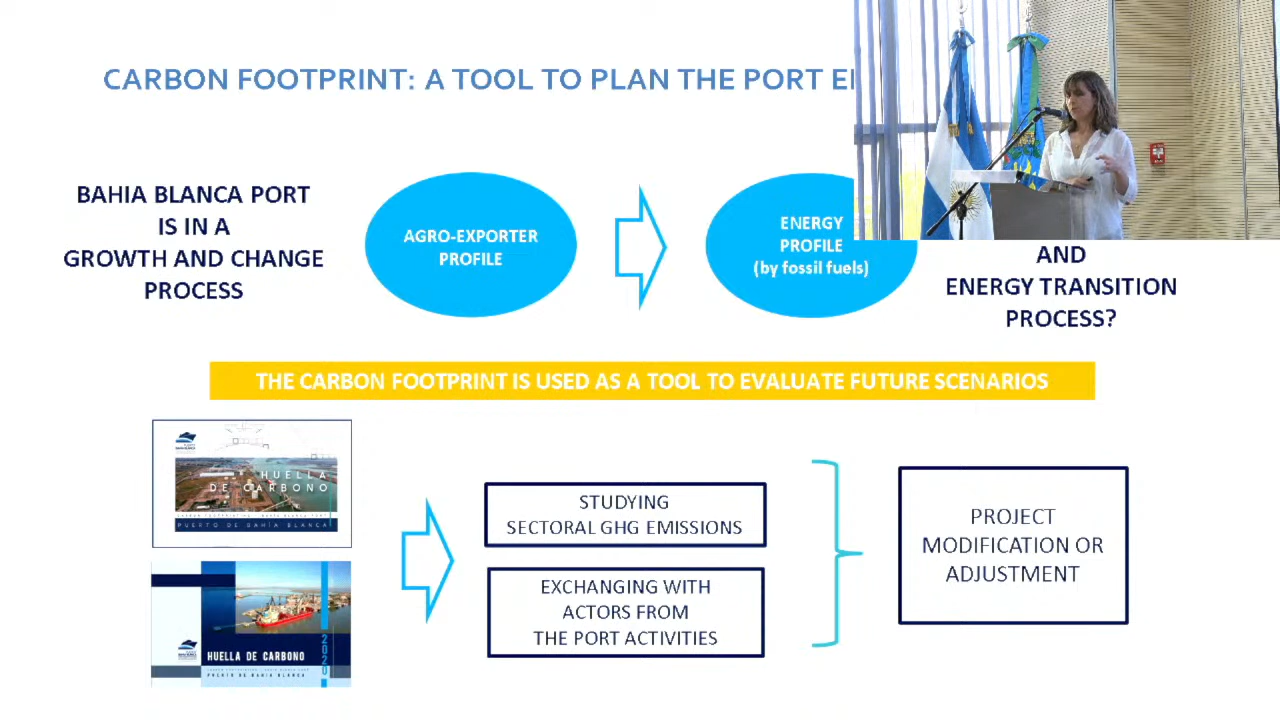 CARBON FOOTPRINT: A TOOL TO PLAN THE PORT
BAHIA BLANCA PORT
IS IN A
GROWTH AND CHANGE
PROCESS
AGRO-EXPORTER
PROFILE
ENERGY
PROFILE
(by fossil fuels)
AND
ENERGY TRANSITION
PROCESS?
THE CARBON FOOTPRINT IS USED AS A TOOL TO EVALUATE FUTURE SCENARIOS
HUELLA
DE CARBONO
PUERTO DE BAHÍA BLANCA
HUELLA DE CARBONO
PUERTO DE BAHÍA BLANCA
2020
STUDYING
SECTORAL GHG EMISSIONS
EXCHANGING WITH
ACTORS FROM
THE PORT ACTIVITIES
PROJECT
MODIFICATION OR
ADJUSTMENT